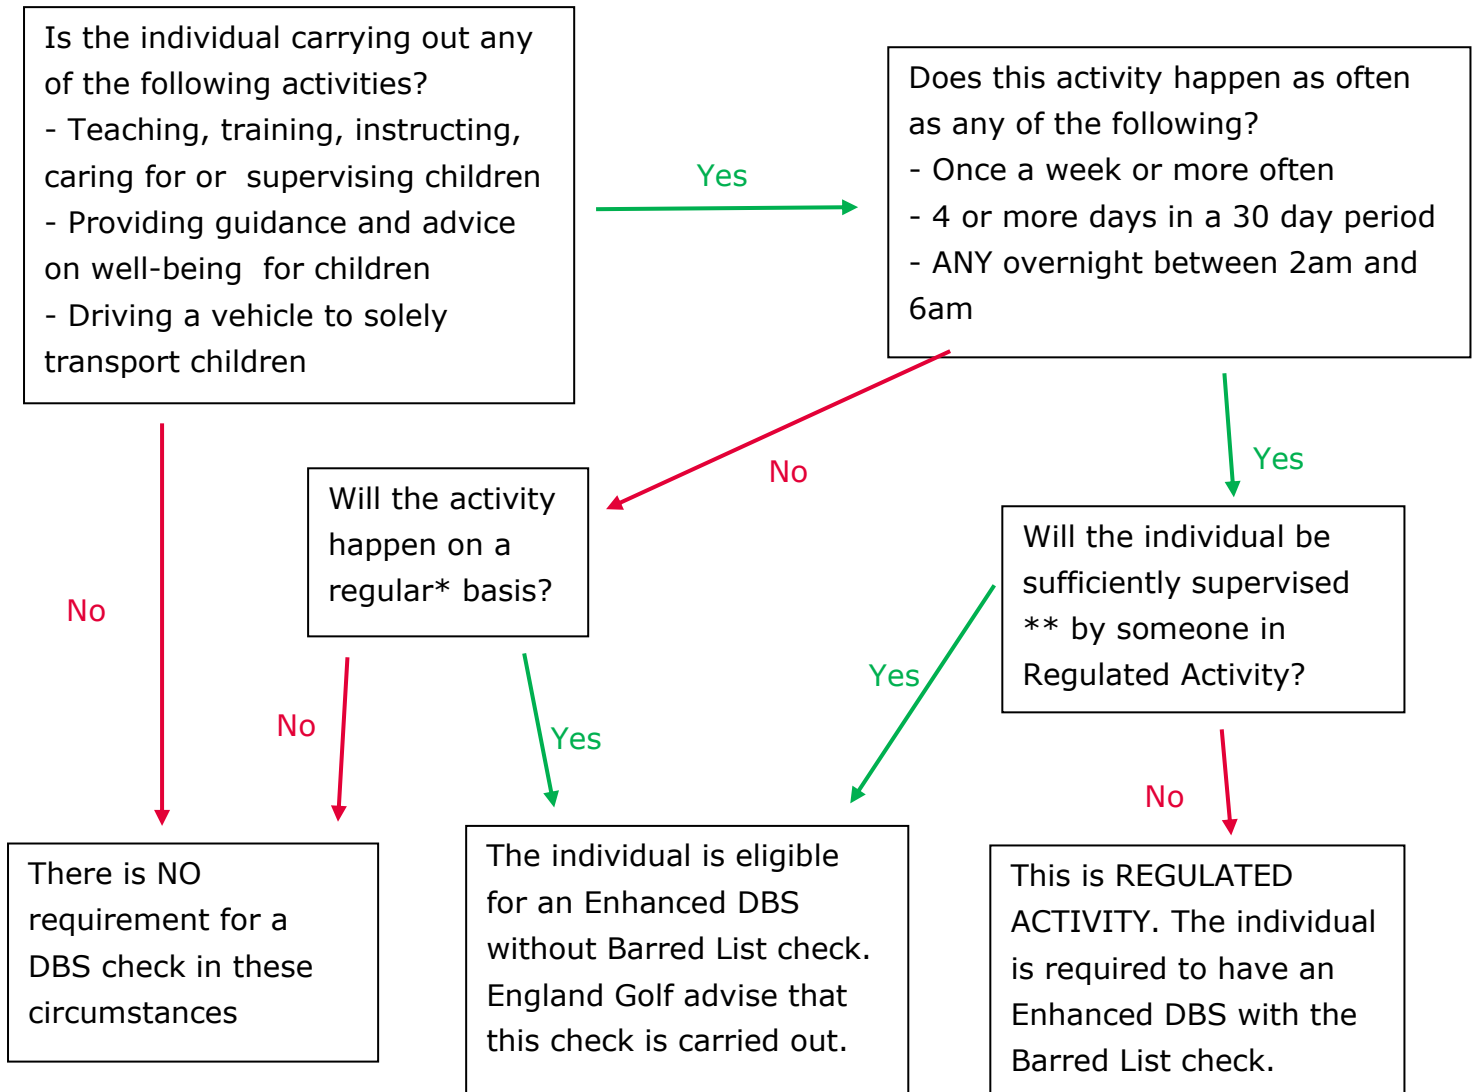 Is the individual carrying out any
of the following activities?
- Teaching, training, instructing,
caring for or  supervising children
- Providing guidance and advice
on well-being  for children
- Driving a vehicle to solely
transport children
Yes
Does this activity happen as often
as any of the following?
- Once a week or more often
- 4 or more days in a 30 day period
- ANY overnight between 2am and
6am
No
No
Yes
Will the activity
happen on a
regular* basis?
Will the individual be
sufficiently supervised
** by someone in
Regulated Activity?
No
Yes
Yes
No
There is NO
requirement for a
DBS check in these
circumstances
The individual is eligible
for an Enhanced DBS
without Barred List check.
England Golf advise that
this check is carried out.
This is REGULATED
ACTIVITY. The individual
is required to have an
Enhanced DBS with the
Barred List check.